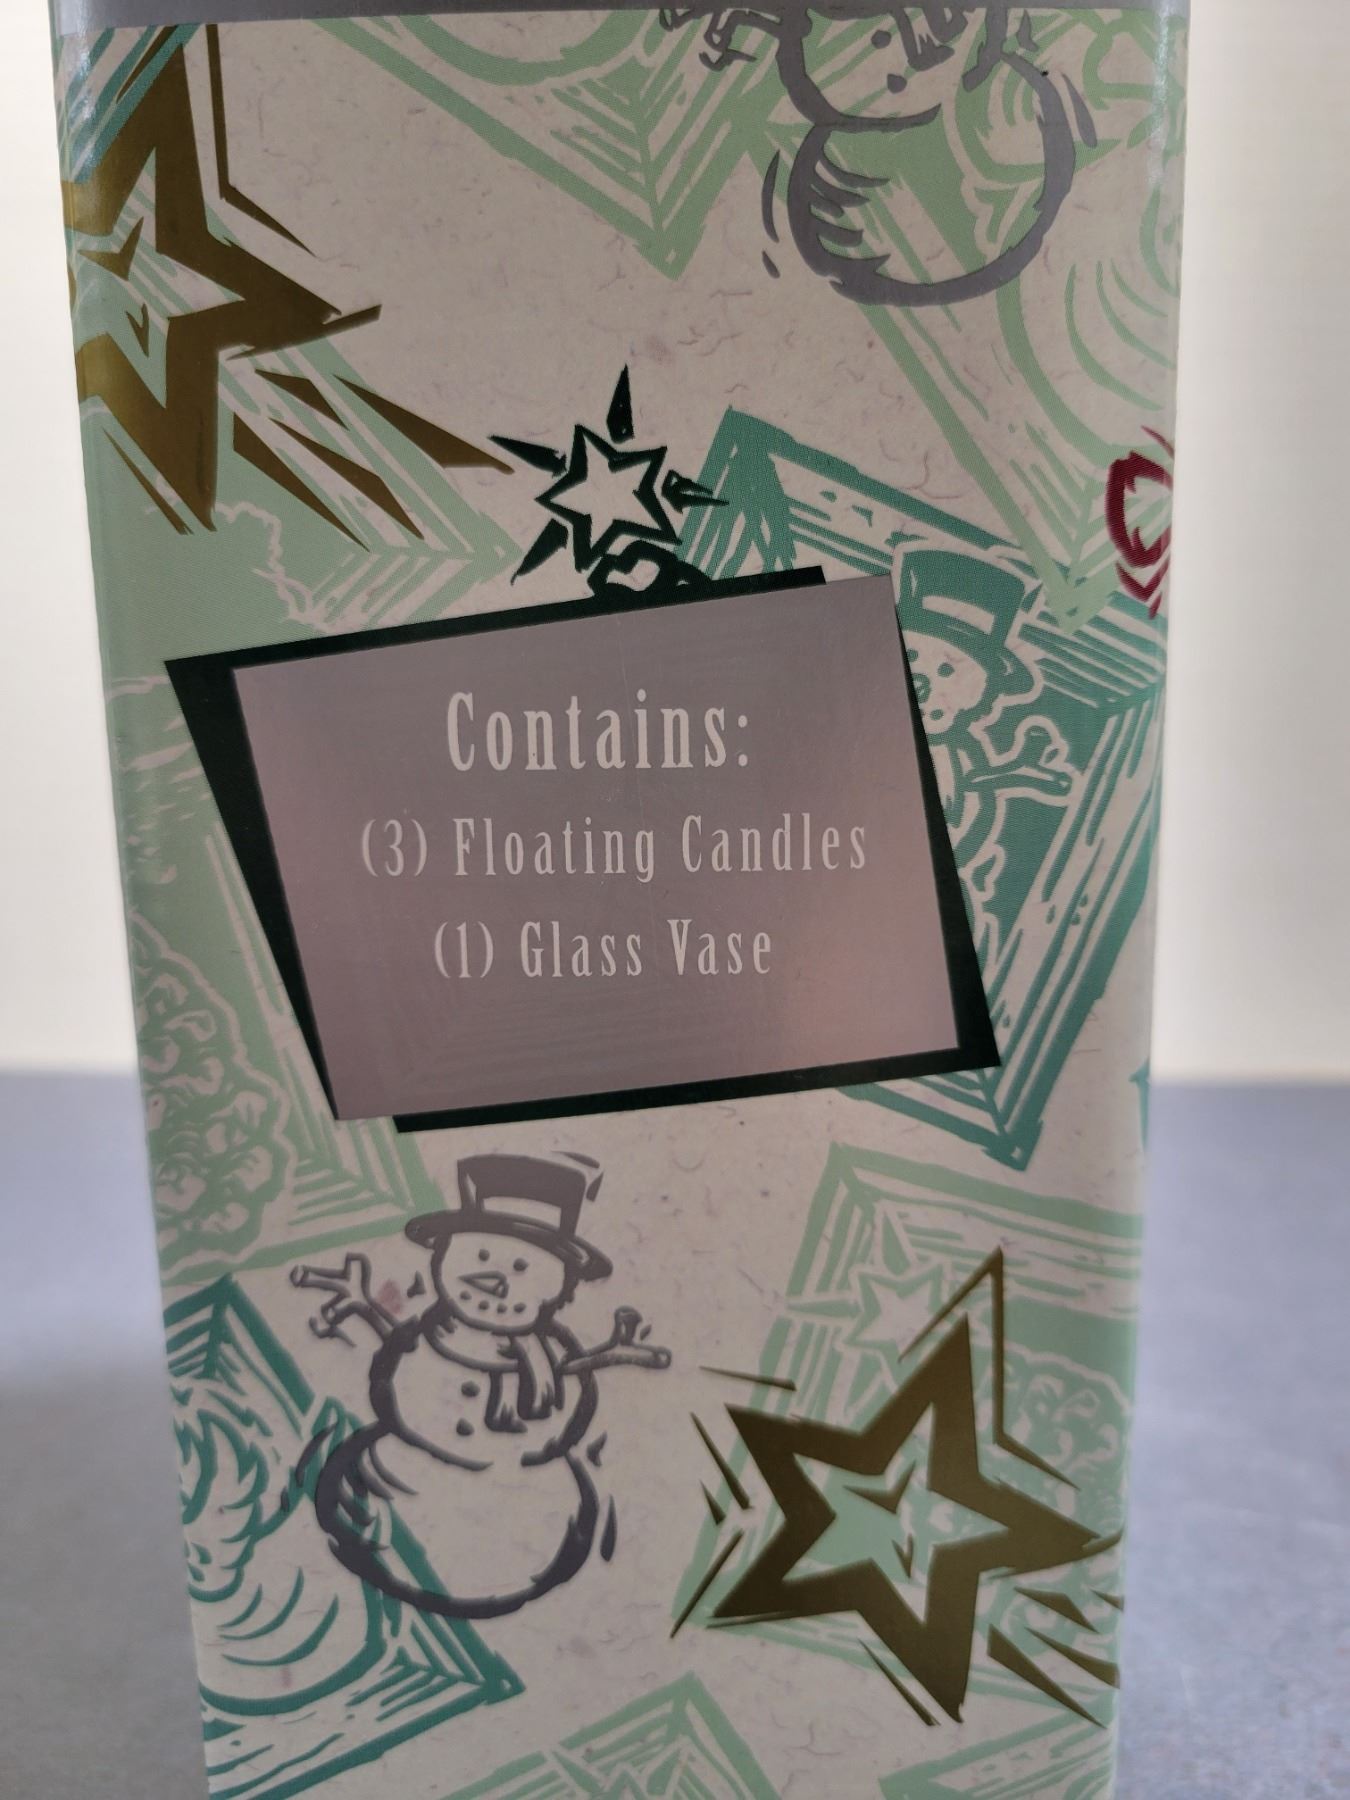 Contains:
(3) Floating Candles
(1) Glass Vase